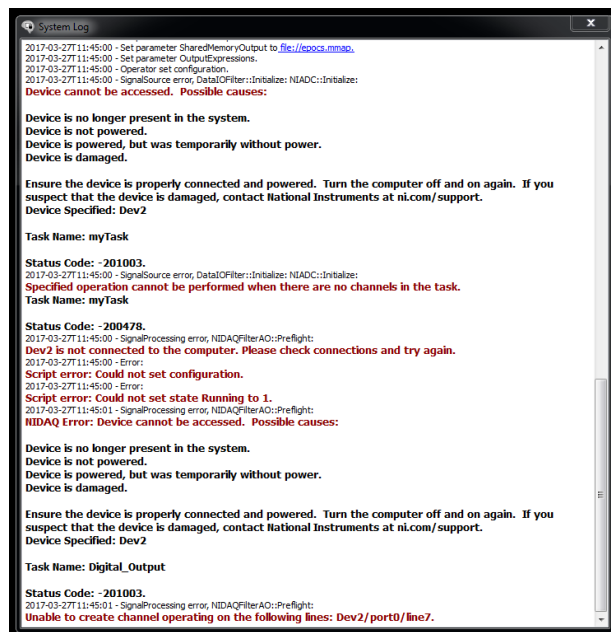 System Log
2017-03-27T11:45:00 - Set parameter SharedMemoryOutput to file://epocs.mmap.
2017-03-27T11:45:00 - Set parameter OutputExpressions.
2017-03-27T11:45:00 - Operator set configuration.
2017-03-27T11:45:00 - SignalSource error, DataIOFilter::Initialize: NIADC::Initialize:
Device cannot be accessed.  Possible causes:
Device is no longer present in the system.
Device is not powered.
Device is powered, but was temporarily without power.
Device is damaged.
Ensure the device is properly connected and powered.  Turn the computer off and on again.  If you
suspect that the device is damaged, contact National Instruments at ni.com/support.
Device Specified: Dev2
Task Name: myTask
Status Code: -201003.
2017-03-27T11:45:00 - SignalSource error, DataIOFilter::Initialize: NIADC::Initialize:
Specified operation cannot be performed when there are no channels in the task.
Task Name: myTask
Status Code: -200478.
2017-03-27T11:45:00 - SignalProcessing error, NIDAQFilterAO::Preflight:
Dev2 is not connected to the computer. Please check connections and try again.
2017-03-27T11:45:00 - Error:
Script error: Could not set configuration.
2017-03-27T11:45:00 - Error:
Script error: Could not set state Running to 1.
2017-03-27T11:45:01 - SignalProcessing error, NIDAQFilterAO::Preflight:
NIDAQ Error: Device cannot be accessed.  Possible causes:
Device is no longer present in the system.
Device is not powered.
Device is powered, but was temporarily without power.
Device is damaged.
Ensure the device is properly connected and powered.  Turn the computer off and on again.  If you
suspect that the device is damaged, contact National Instruments at ni.com/support.
Device Specified: Dev2
Task Name: Digital_Output
Status Code: -201003.
2017-03-27T11:45:01 - SignalProcessing error, NIDAQFilterAO::Preflight:
Unable to create channel operating on the following lines: Dev2/port0/line7.